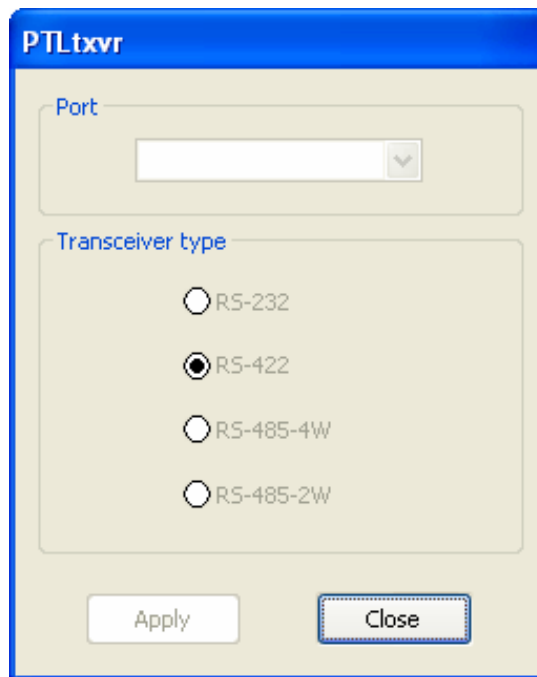 PTLtxvr
Port
Transceiver type
RS-232
RS-422
RS-485-4W
RS-485-2W
Apply
Close